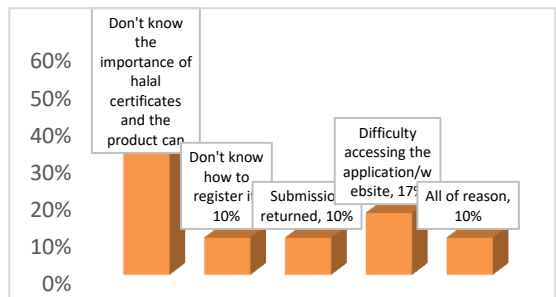 60%
50%
40%
30%
20%
10%
0%
Don't know
the
importance of
halal
certificates
and the
product can
Don't know
how to
register
10%
Submission
returned, 10%
Difficulty
accessing the
application/w
ebsite, 17%
All of reason,
10%